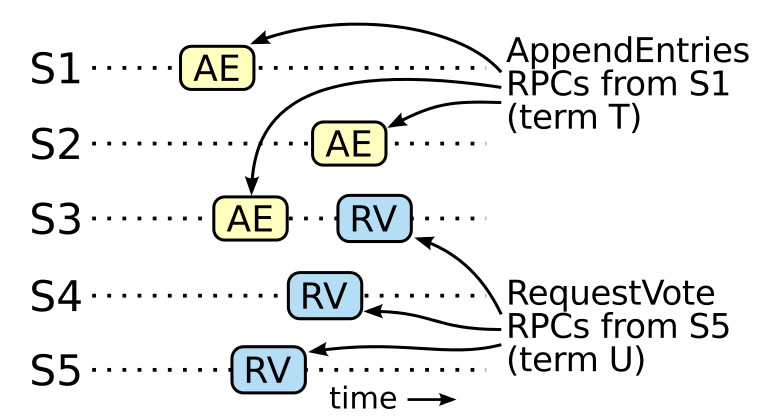 S1
AE
AppendEntries
RPCs from S1
(term T)
S2
AE
S3
AE
RV
S4
RV
RequestVote
RPCs from S5
(term U)
S5
RV
time